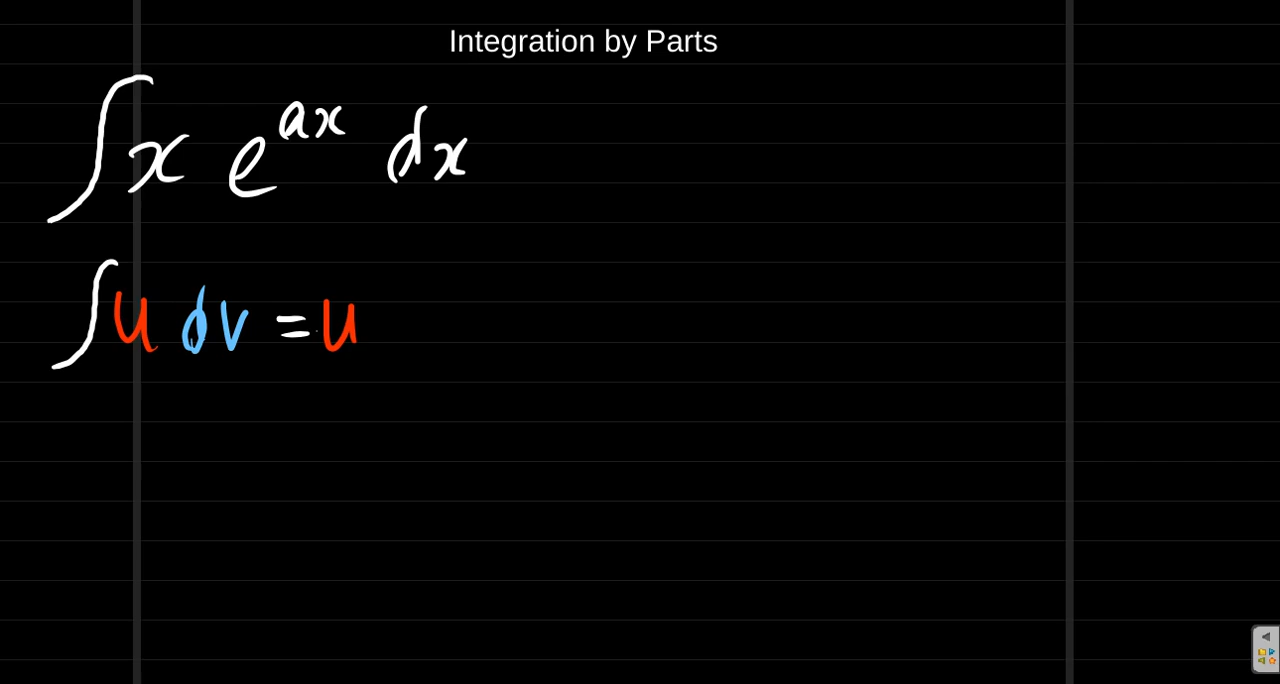 Integration by Parts
∫ x e^{ax} dx
∫ u dv = u